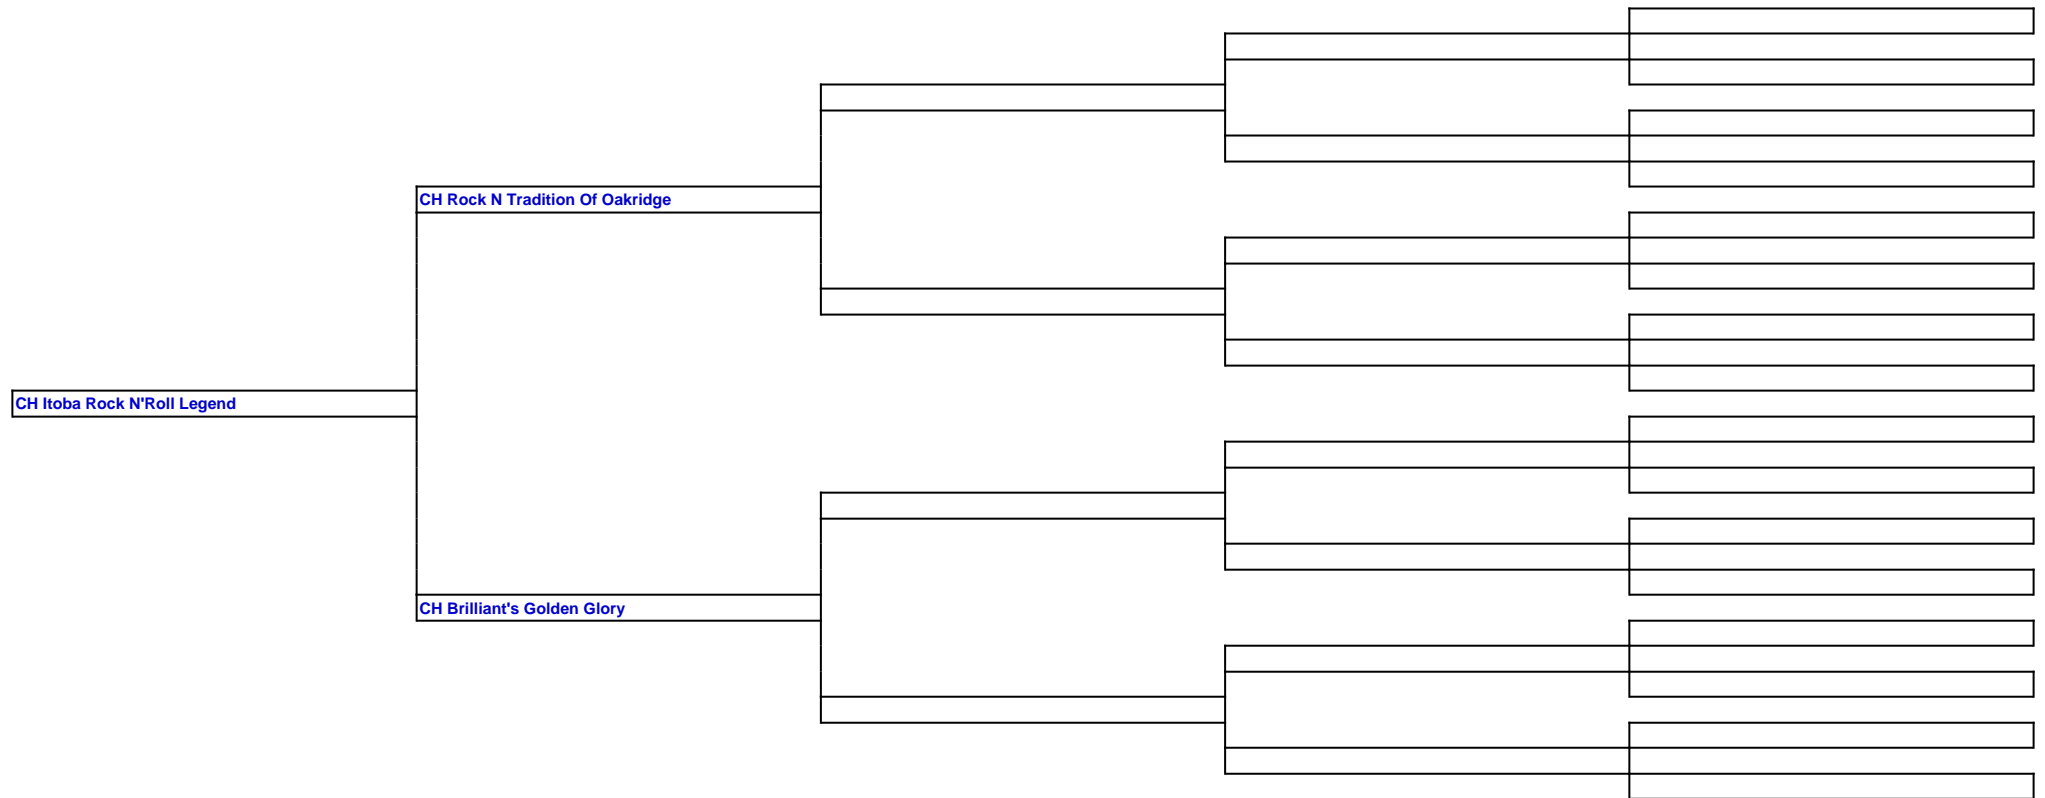 CH Rock N Tradition Of Oakridge
CH Itoba Rock N'Roll Legend
CH Brilliant's Golden Glory